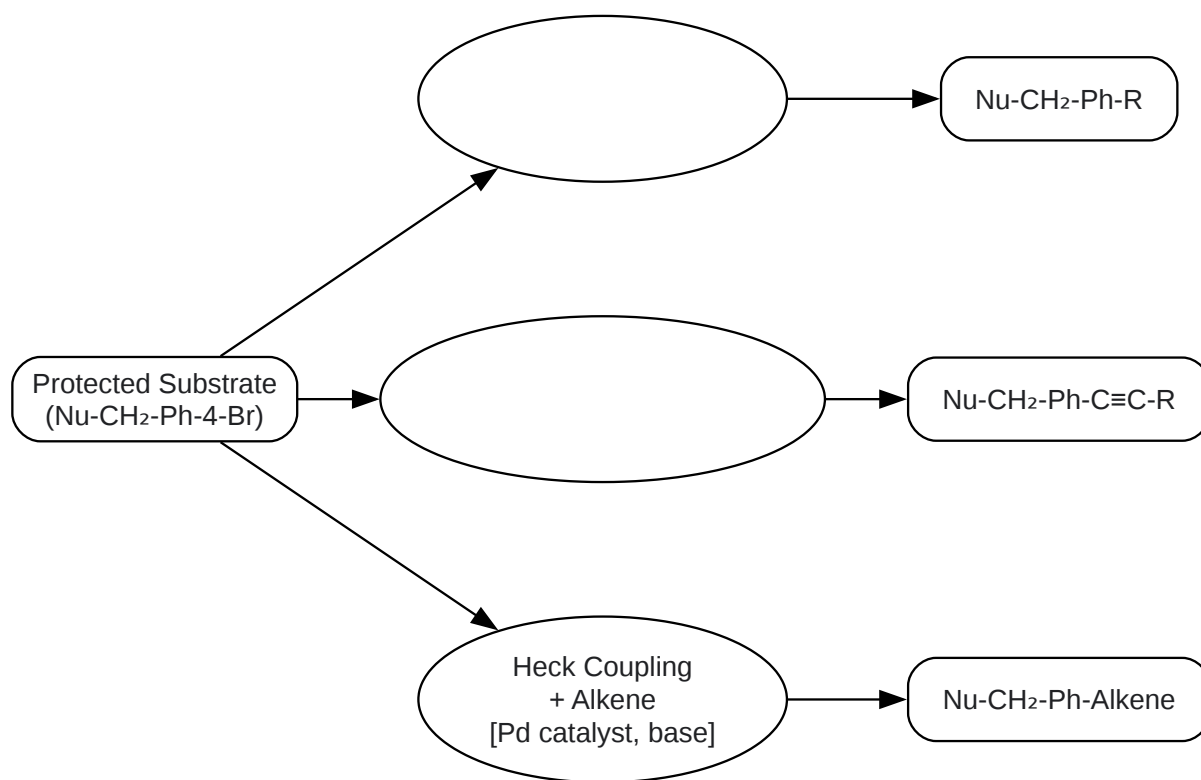 Nu-CH₂-Ph-R
Protected Substrate
(Nu-CH₂-Ph-4-Br)
Nu-CH₂-Ph-C≡C-R
Heck Coupling
+ Alkene
[Pd catalyst, base]
Nu-CH₂-Ph-Alkene